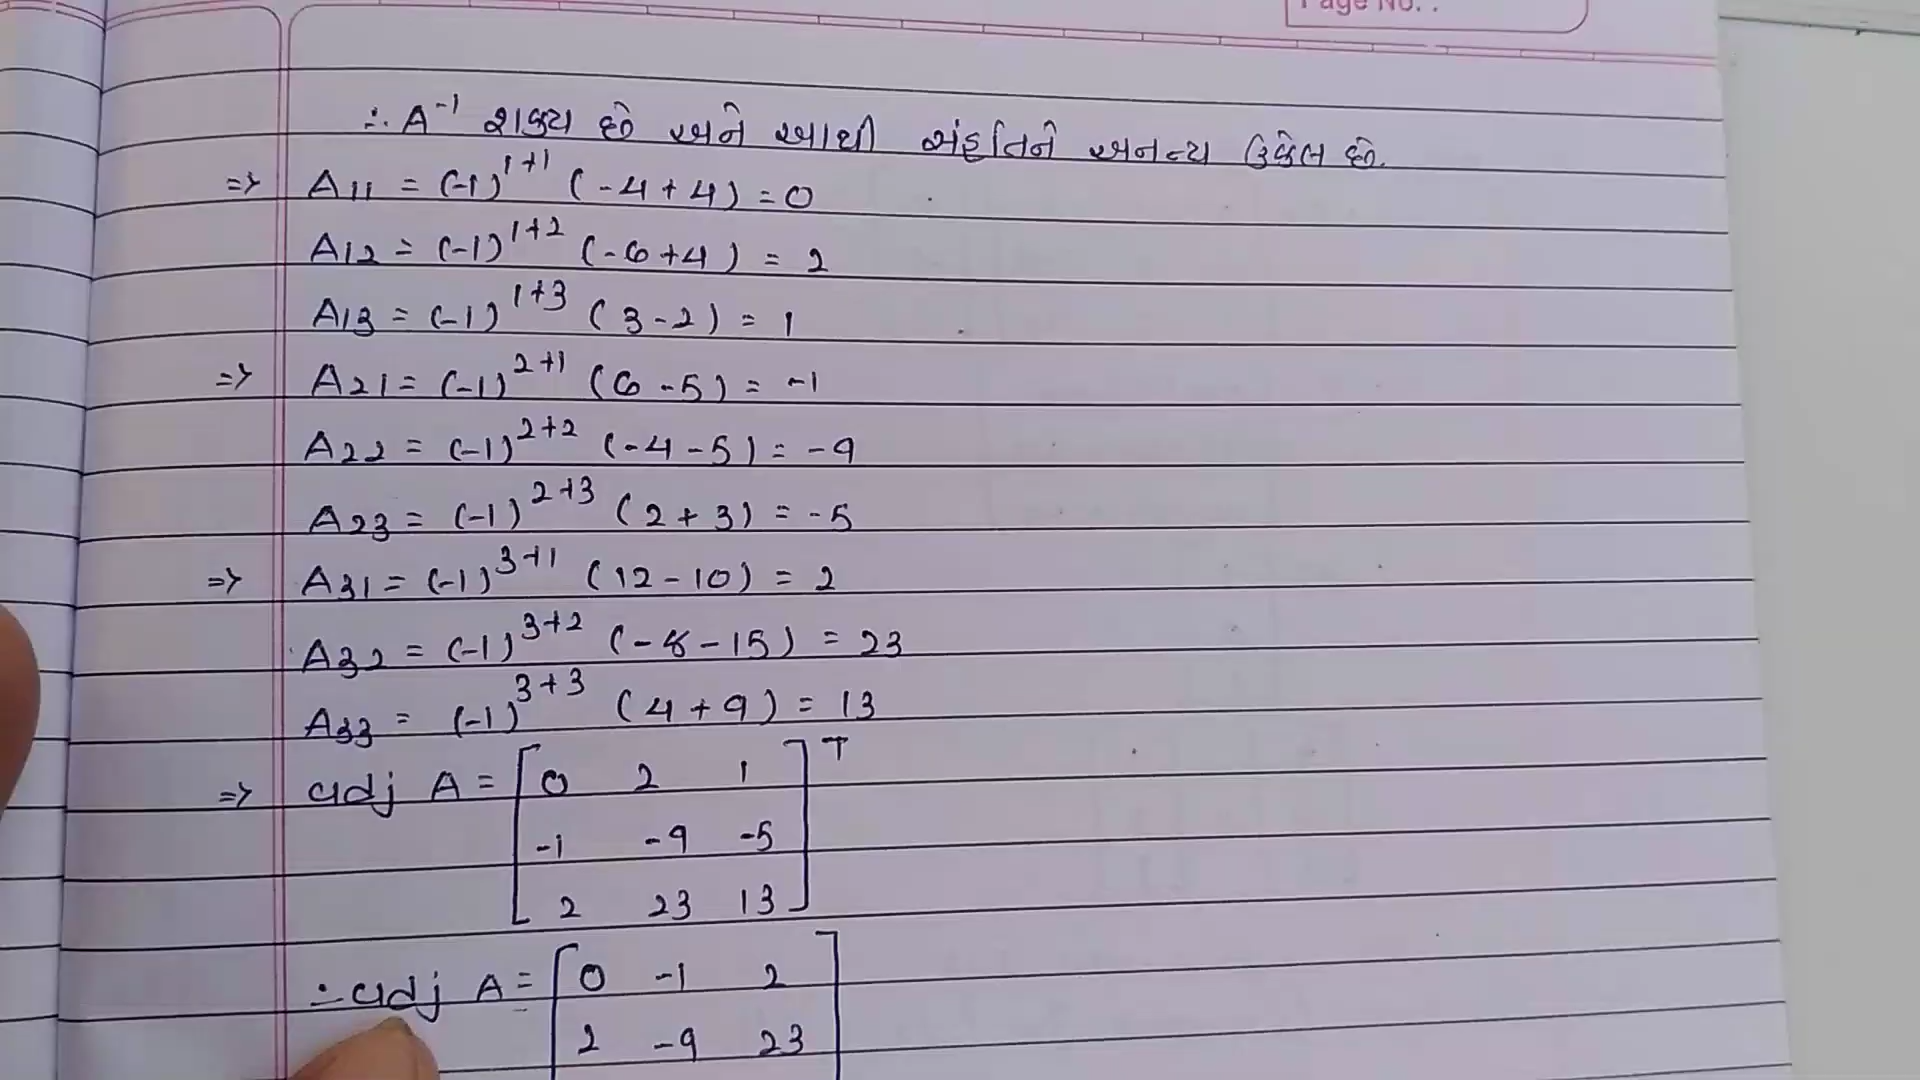 Page No. :
∴ A⁻¹ શક્ય છે અને આથી સંહતિને અનન્ય ઉકેલ છે.
=> A11 = (-1)^1+1 (-4+4) = 0
A12 = (-1)^1+2 (-6+4) = 2
A13 = (-1)^1+3 (3-2) = 1
=> A21 = (-1)^2+1 (6-5) = -1
A22 = (-1)^2+2 (-4-5) = -9
A23 = (-1)^2+3 (2+3) = -5
=> A31 = (-1)^3+1 (12-10) = 2
A32 = (-1)^3+2 (-8-15) = 23
A33 = (-1)^3+3 (4+9) = 13
=> adj A = [0 2 1
-1 -9 -5
2 23 13]^T
∴ adj A = [0 -1 2
2 -9 23